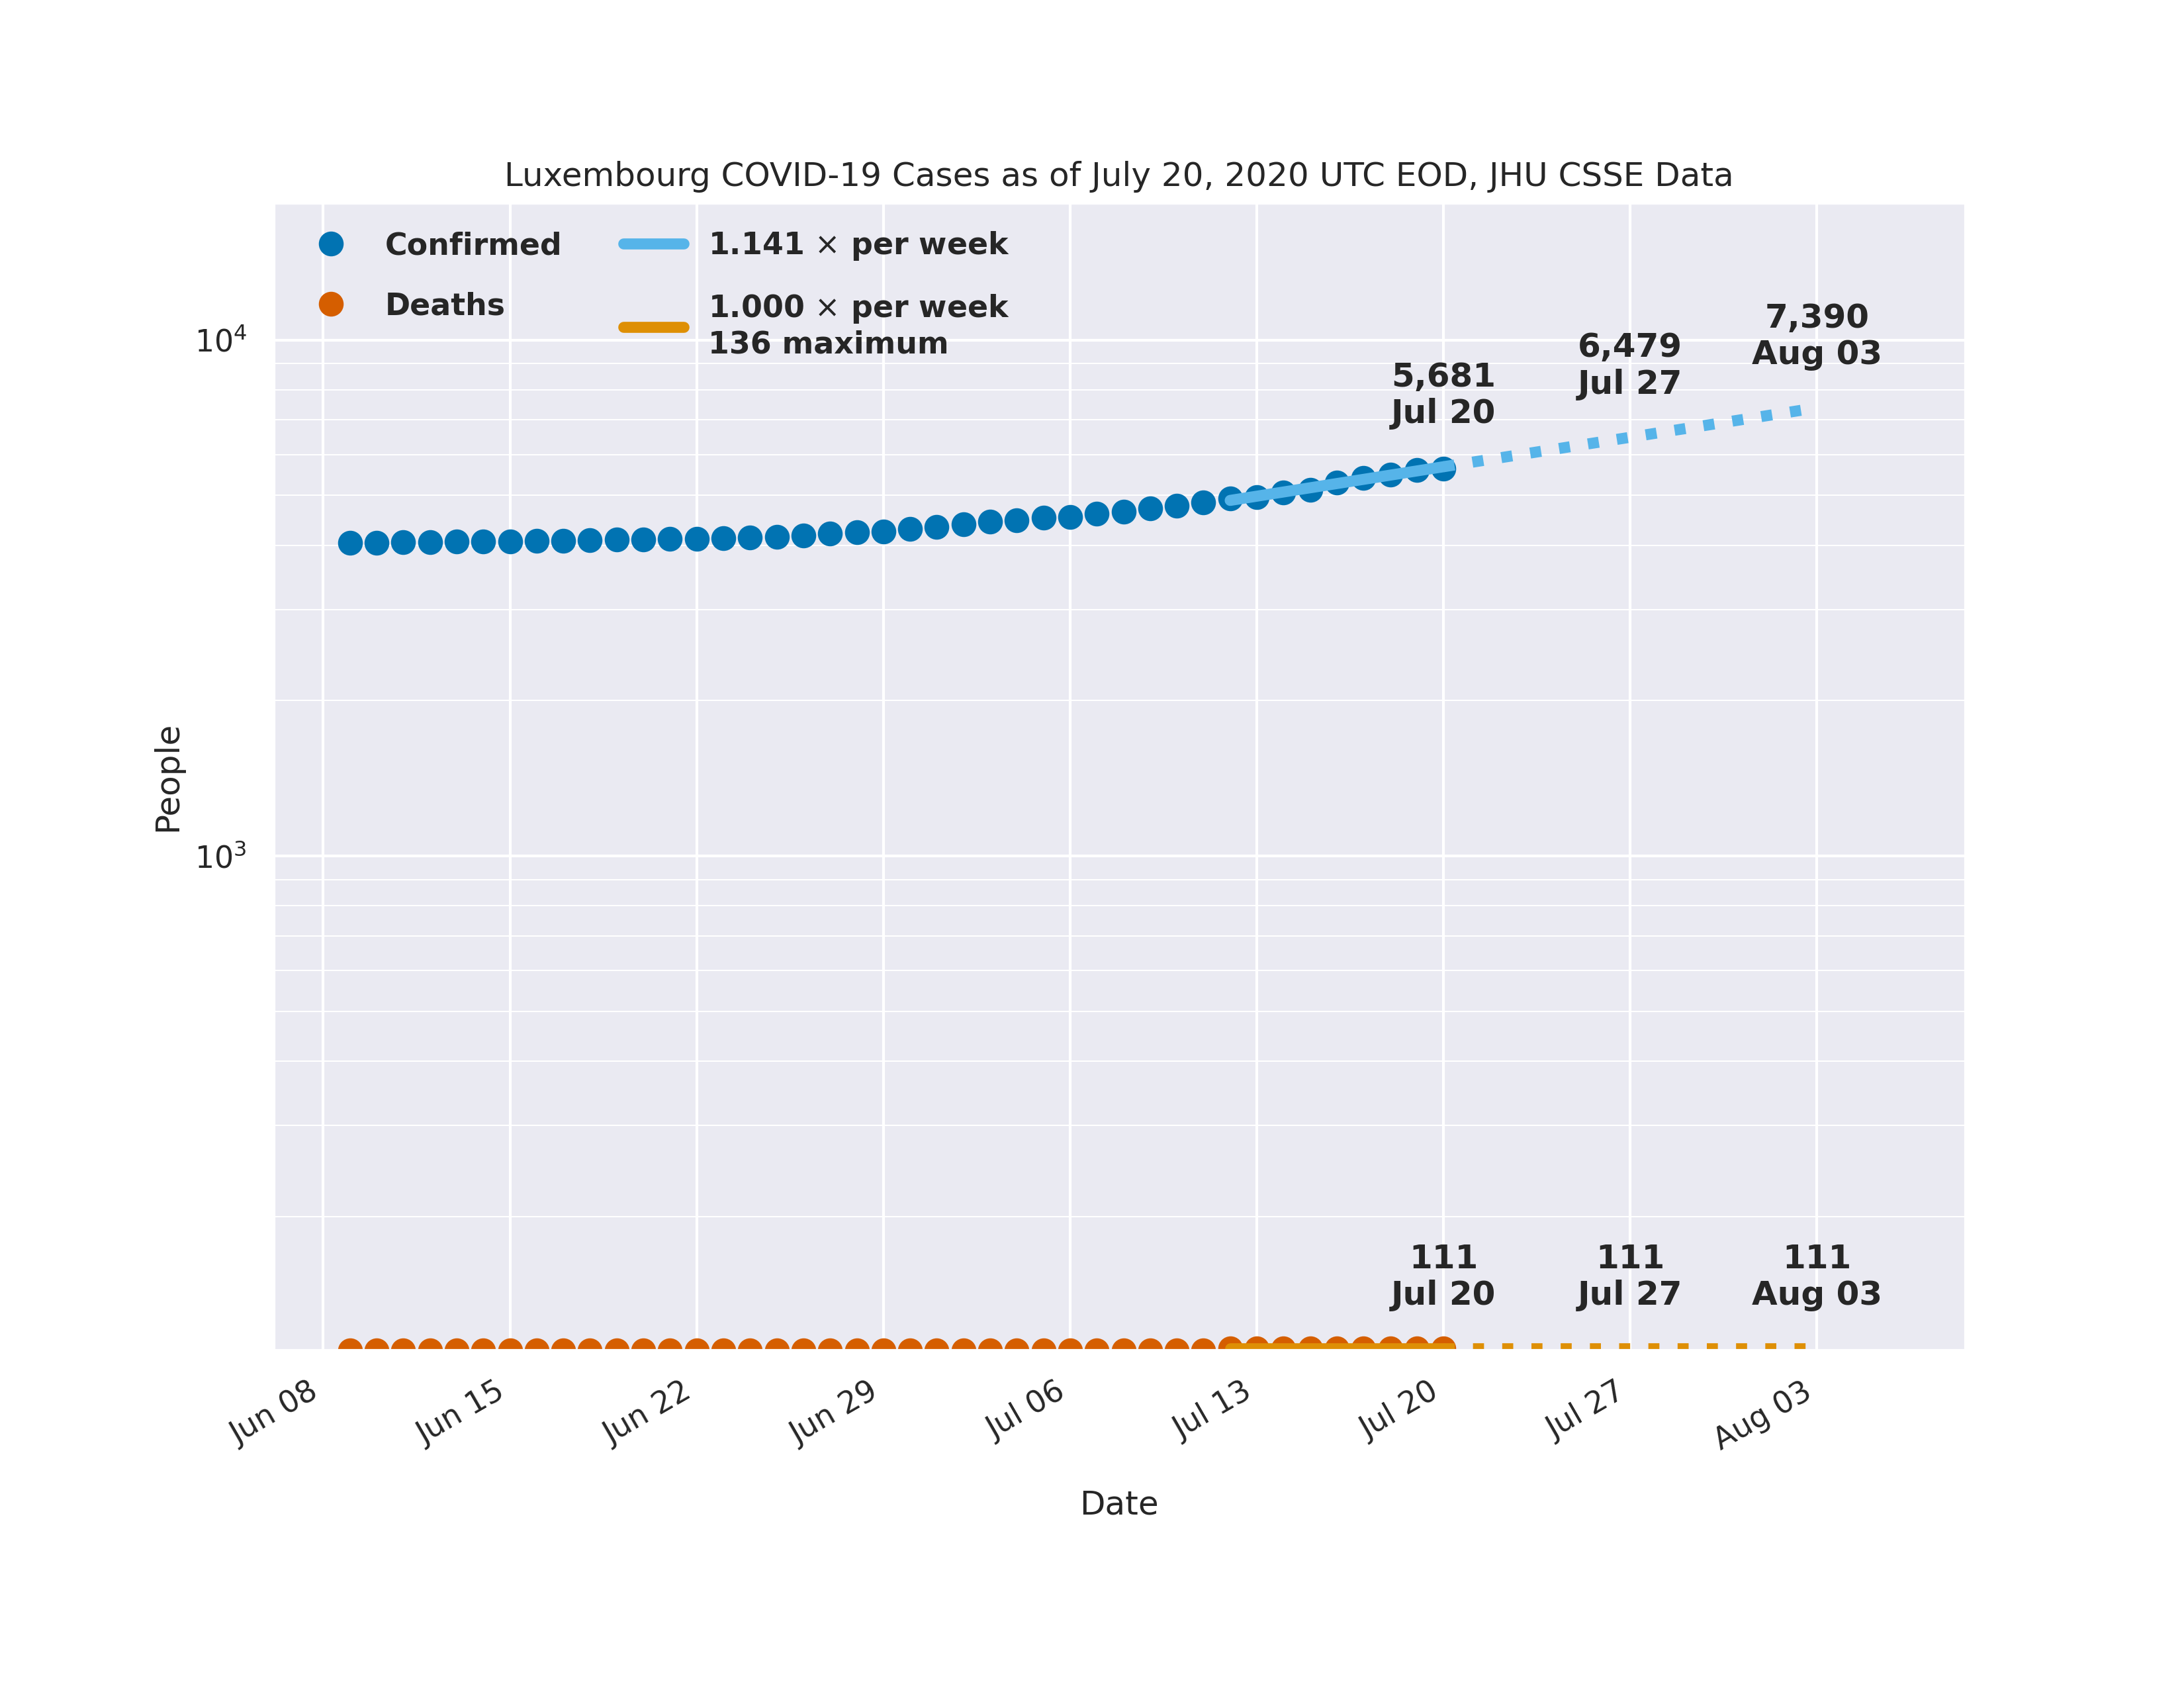 Luxembourg COVID-19 Cases as of July 20, 2020 UTC EOD, JHU CSSE Data
Confirmed
Deaths
1.141 × per week
1.000 × per week
136 maximum
5,681
Jul 20
6,479
Jul 27
7,390
Aug 03
10⁴
10³
People
111
Jul 20
111
Jul 27
111
Aug 03
Jun 08
Jun 15
Jun 22
Jun 29
Jul 06
Jul 13
Jul 20
Jul 27
Aug 03
Date